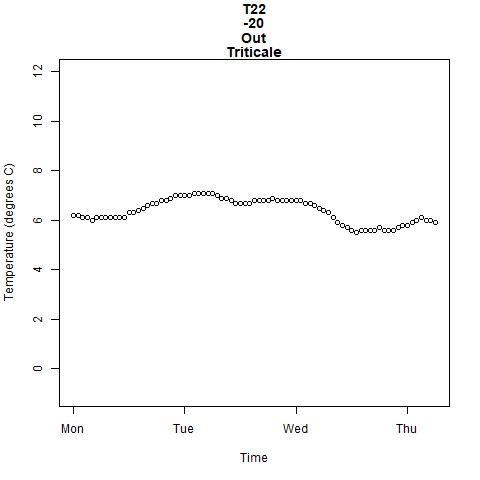 T22
-20
Out
Triticale
12
10
8
6
4
2
0
Temperature (degrees C)
Mon Tue Wed Thu
Time